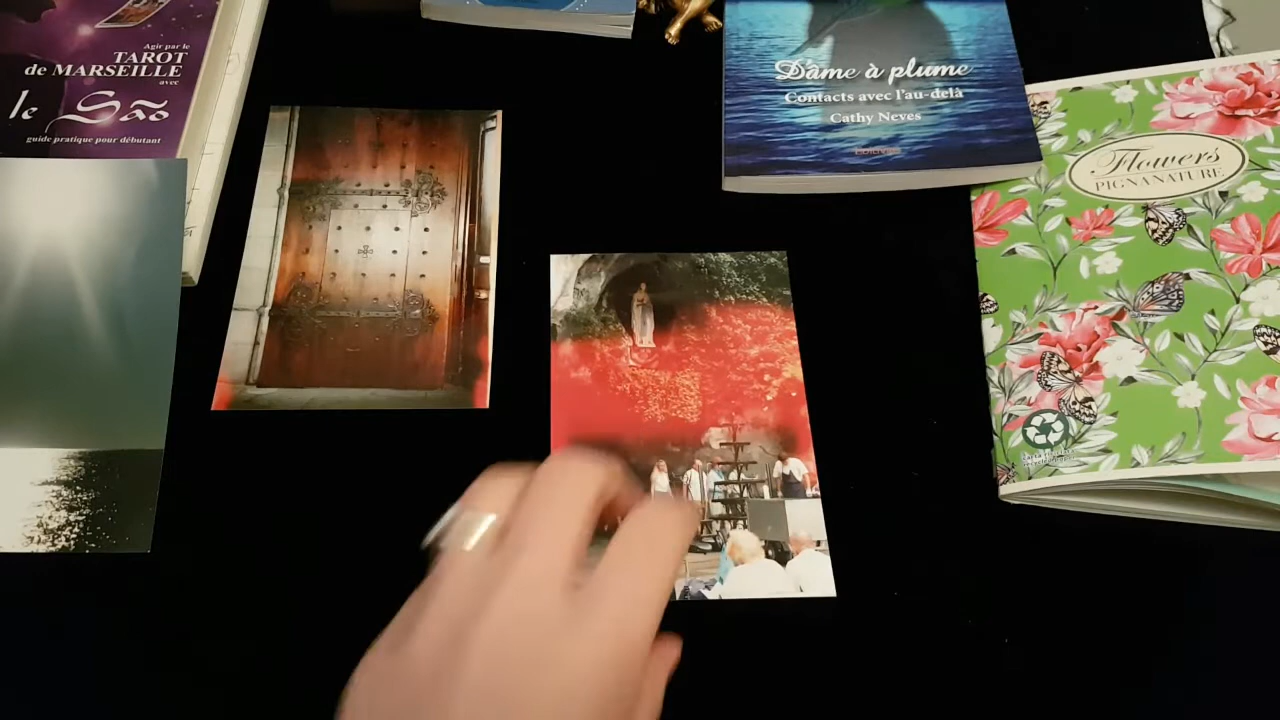 Agir par le
TAROT
de MARSEILLE
avec
le São
guide pratique pour débutant
D'âme à plume
Contacts avec l'au-delà
Cathy Neves
Flowers
PIGNANATURE